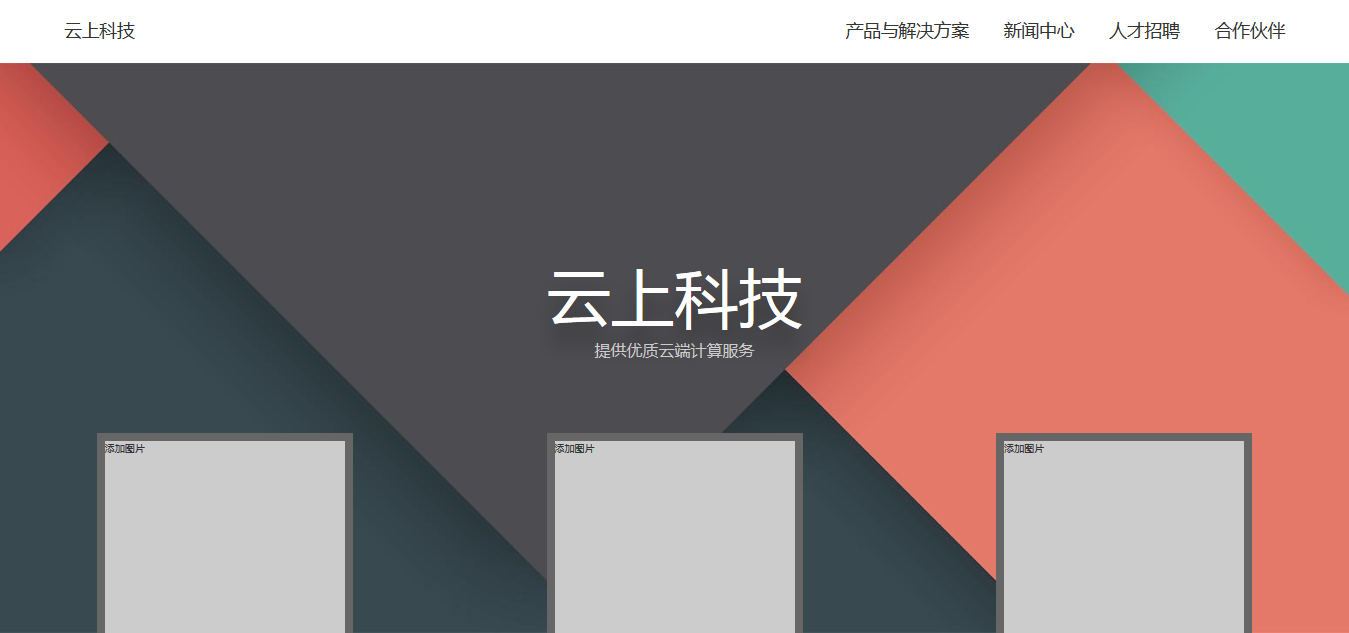 云上科技
产品与解决方案 新闻中心 人才招聘 合作伙伴
云上科技
提供优质云端计算服务
添加图片 添加图片 添加图片